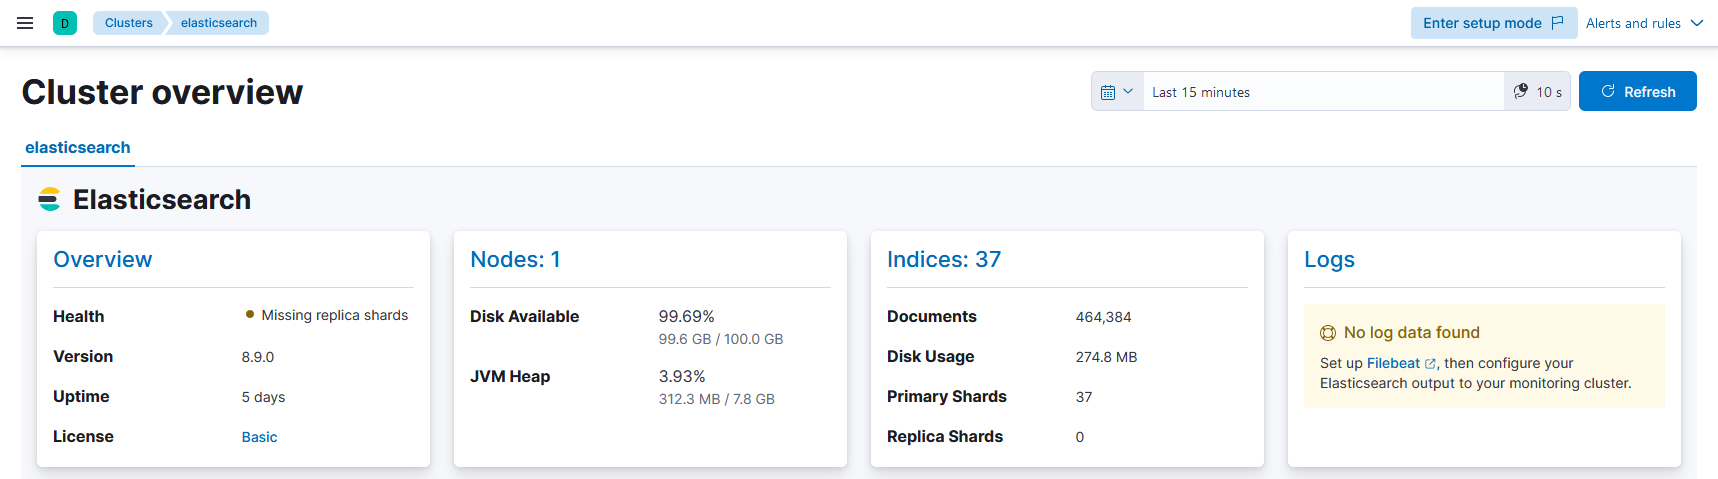 D Clusters elasticsearch Enter setup mode Alerts and rules
Cluster overview
Last 15 minutes 10 s Refresh
elasticsearch
Elasticsearch
Overview
Health Missing replica shards
Version 8.9.0
Uptime 5 days
License Basic
Nodes: 1
Disk Available 99.69%
99.6 GB / 100.0 GB
JVM Heap 3.93%
312.3 MB / 7.8 GB
Indices: 37
Documents 464,384
Disk Usage 274.8 MB
Primary Shards 37
Replica Shards 0
Logs
No log data found
Set up Filebeat, then configure your
Elasticsearch output to your monitoring cluster.